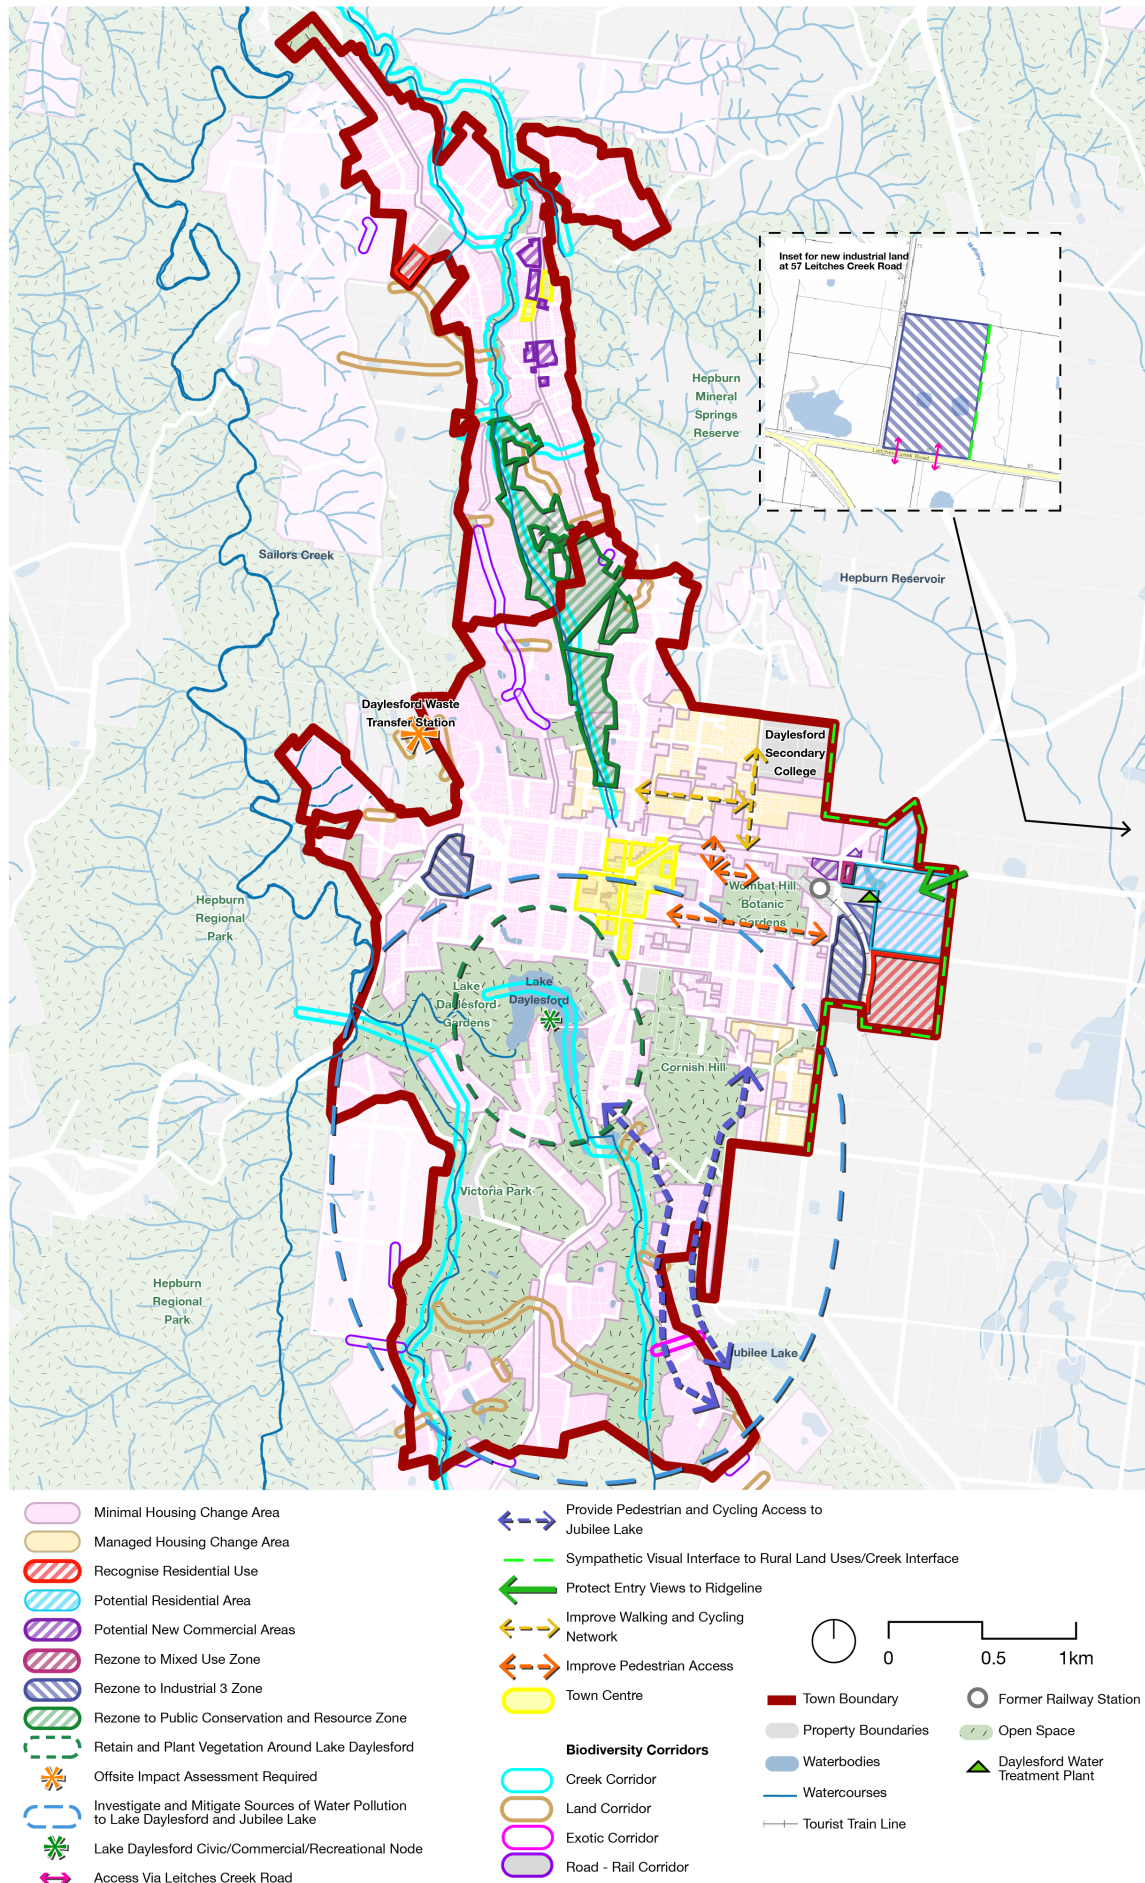 Inset for new industrial land
at 57 Leitches Creek Road
Leitches Creek Road
Hepburn
Mineral
Springs
Reserve
Sailors Creek
Hepburn Reservoir
Daylesford Waste
Transfer Station
Daylesford
Secondary
College
Hepburn
Regional
Park
Wombat Hill
Botanic
Gardens
Lake
Daylesford
Gardens
Lake
Daylesford
Cornish Hill
Victoria Park
Hepburn
Regional
Park
Jubilee Lake
Minimal Housing Change Area
Managed Housing Change Area
Recognise Residential Use
Potential Residential Area
Potential New Commercial Areas
Rezone to Mixed Use Zone
Rezone to Industrial 3 Zone
Rezone to Public Conservation and Resource Zone
Retain and Plant Vegetation Around Lake Daylesford
Offsite Impact Assessment Required
Investigate and Mitigate Sources of Water Pollution
to Lake Daylesford and Jubilee Lake
Lake Daylesford Civic/Commercial/Recreational Node
Access Via Leitches Creek Road
Provide Pedestrian and Cycling Access to
Jubilee Lake
Sympathetic Visual Interface to Rural Land Uses/Creek Interface
Protect Entry Views to Ridgeline
Improve Walking and Cycling
Network
Improve Pedestrian Access
Town Centre
Biodiversity Corridors
Creek Corridor
Land Corridor
Exotic Corridor
Road - Rail Corridor
0 0.5 1km
Town Boundary
Property Boundaries
Waterbodies
Watercourses
Tourist Train Line
Former Railway Station
Open Space
Daylesford Water
Treatment Plant